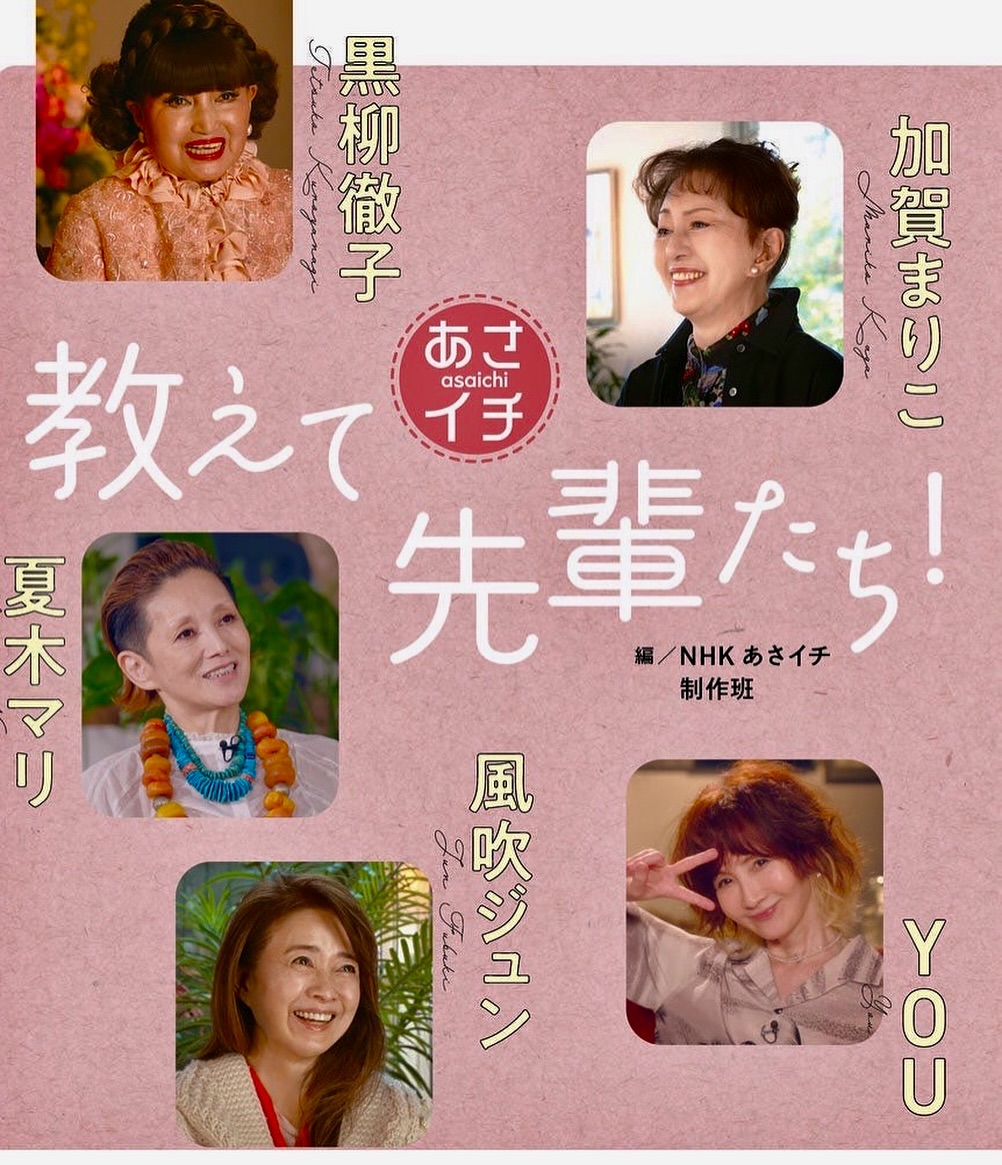 黒柳徹子
Tetsuko Kuroyanagi
加賀まりこ
Mariko Kaga
あさ
asaichi
イチ
教えて
先輩たち!
編／NHK あさイチ
制作班
夏木マリ
風吹ジュン
Jun Fubuki
YOU
You